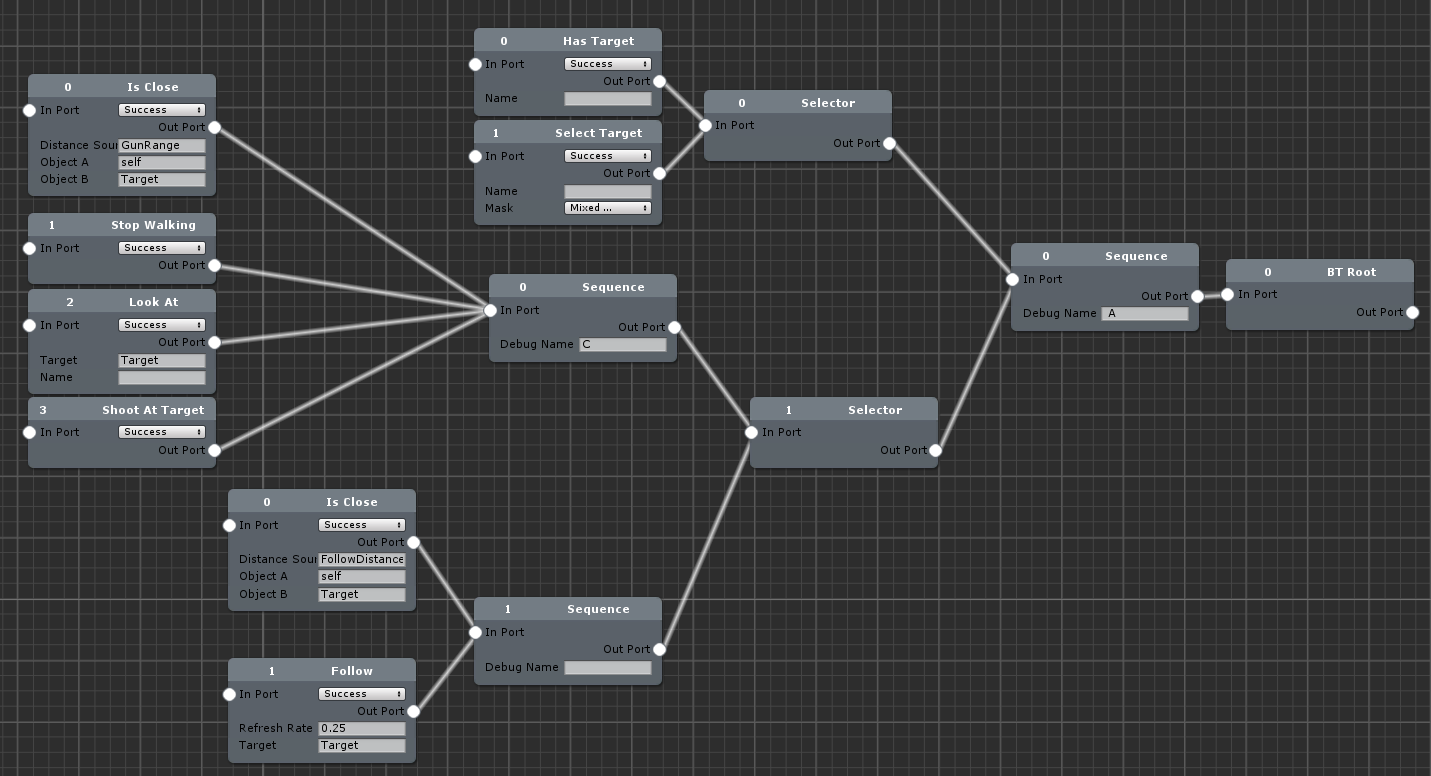 0 Is Close
In Port Success
Out Port
Distance Sour GunRange
Object A self
Object B Target
1 Stop Walking
In Port Success
Out Port
2 Look At
In Port Success
Out Port
Target Target
Name
3 Shoot At Target
In Port Success
Out Port
0 Is Close
In Port Success
Out Port
Distance Sour FollowDistance
Object A self
Object B Target
1 Follow
In Port Success
Out Port
Refresh Rate 0.25
Target Target
0 Has Target
In Port Success
Out Port
Name
1 Select Target
In Port Success
Out Port
Name
Mask Mixed ...
0 Sequence
In Port
Out Port
Debug Name C
1 Sequence
In Port
Out Port
Debug Name
0 Selector
In Port
Out Port
1 Selector
In Port
Out Port
0 Sequence
In Port
Out Port
Debug Name A
0 BT Root
In Port
Out Port